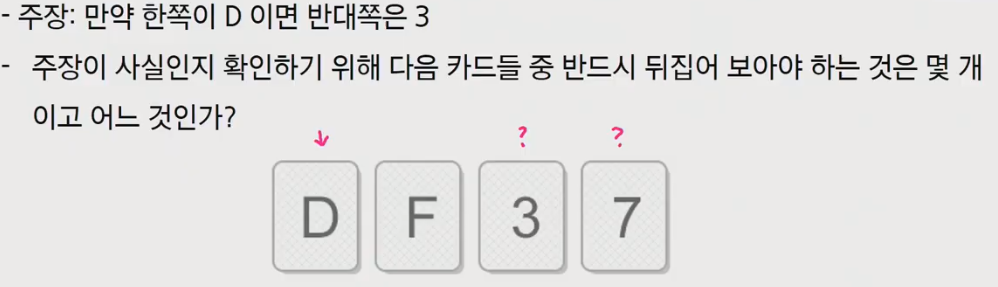 - 주장: 만약 한쪽이 D 이면 반대쪽은 3
- 주장이 사실인지 확인하기 위해 다음 카드들 중 반드시 뒤집어 보아야 하는 것은 몇 개
이고 어느 것인가?
↓ ? ?
D F 3 7